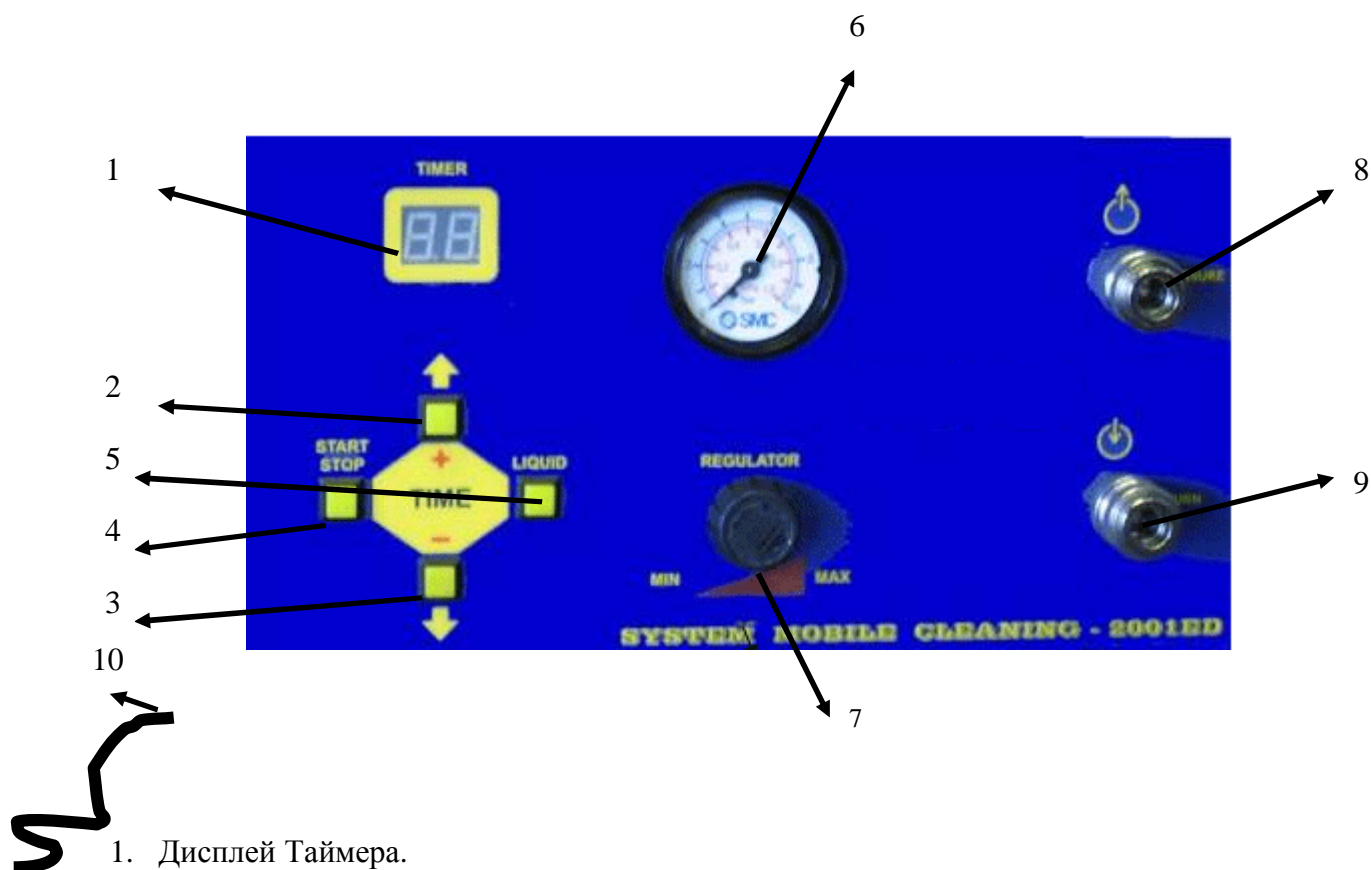 6
1
TIMER
8
SMC
2
5
START
STOP
+
LIQUID
REGULATOR
TIME
9
4
−
MIN
MAX
3
SYSTEM MOBILE CLEANING - 2001ED
10
7
1. Дисплей Таймера.